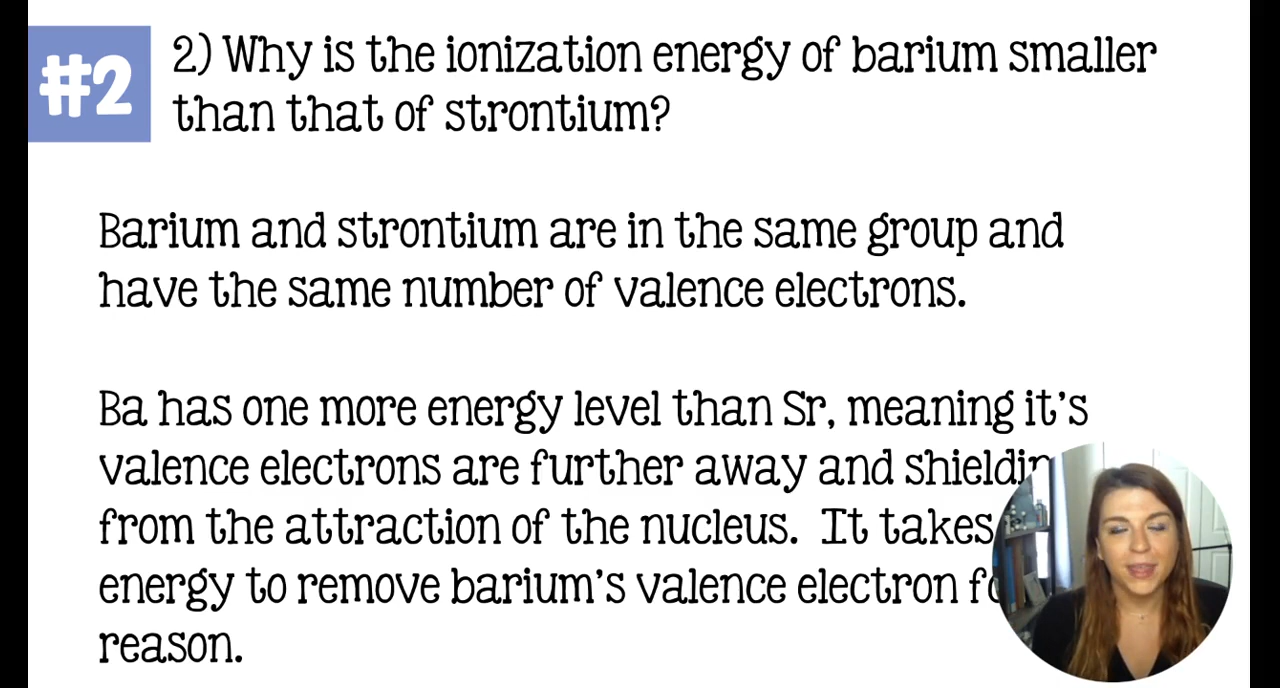 #2
2) Why is the ionization energy of barium smaller
than that of strontium?
Barium and strontium are in the same group and
have the same number of valence electrons.
Ba has one more energy level than Sr, meaning it's
valence electrons are further away and
from the attraction of the nucleus. It takes
energy to remove barium's valence electron
reason.